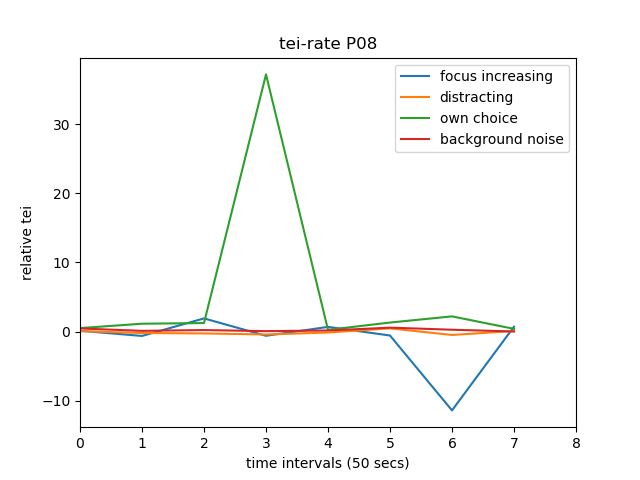 tei-rate P08
focus increasing
distracting
own choice
background noise
relative tei
30
20
10
0
−10
0 1 2 3 4 5 6 7 8
time intervals (50 secs)